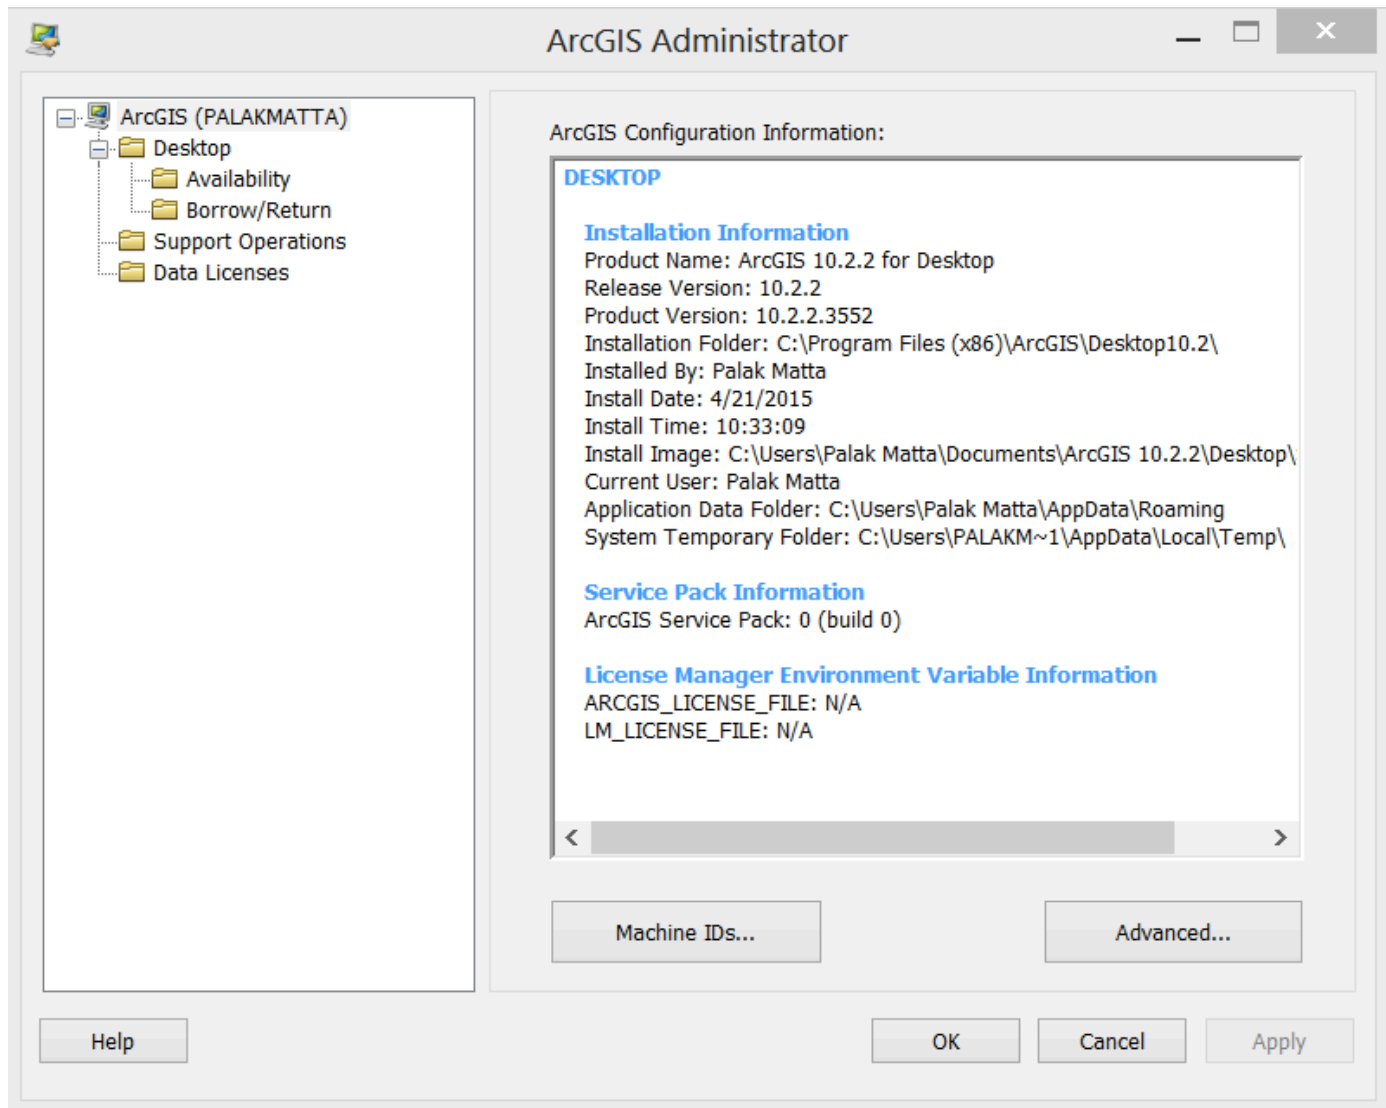 ArcGIS Administrator
ArcGIS (PALAKMATTA)
Desktop
Availability
Borrow/Return
Support Operations
Data Licenses
ArcGIS Configuration Information:
DESKTOP
Installation Information
Product Name: ArcGIS 10.2.2 for Desktop
Release Version: 10.2.2
Product Version: 10.2.2.3552
Installation Folder: C:\Program Files (x86)\ArcGIS\Desktop10.2\
Installed By: Palak Matta
Install Date: 4/21/2015
Install Time: 10:33:09
Install Image: C:\Users\Palak Matta\Documents\ArcGIS 10.2.2\Desktop\
Current User: Palak Matta
Application Data Folder: C:\Users\Palak Matta\AppData\Roaming
System Temporary Folder: C:\Users\PALAKM~1\AppData\Local\Temp\
Service Pack Information
ArcGIS Service Pack: 0 (build 0)
License Manager Environment Variable Information
ARCGIS_LICENSE_FILE: N/A
LM_LICENSE_FILE: N/A
Machine IDs...
Advanced...
Help
OK
Cancel
Apply